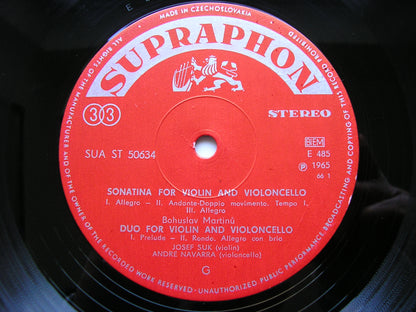 MADE IN CZECHOSLOVAKIA
ALL RIGHTS OF THE MANUFACTURER AND OF THE OWNER OF THE RECORDED WORK RESERVED - UNAUTHORIZED PUBLIC PERFORMANCE BROADCASTING AND COPYING OF THIS RECORD PROHIBITED
SUPRAPHON
33
STEREO
SUA ST 50634
BIEM
E 485
Ⓟ 1965
66 1
SONATINA FOR VIOLIN AND VIOLONCELLO
I. Allegro — II. Andante-Doppio movimento. Tempo I,
III. Allegro
Bohuslav Martinů
DUO FOR VIOLIN AND VIOLONCELLO
I. Prelude — II. Rondo. Allegro con brio
JOSEF SUK (violin)
ANDRÉ NAVARRA (violoncello)
G